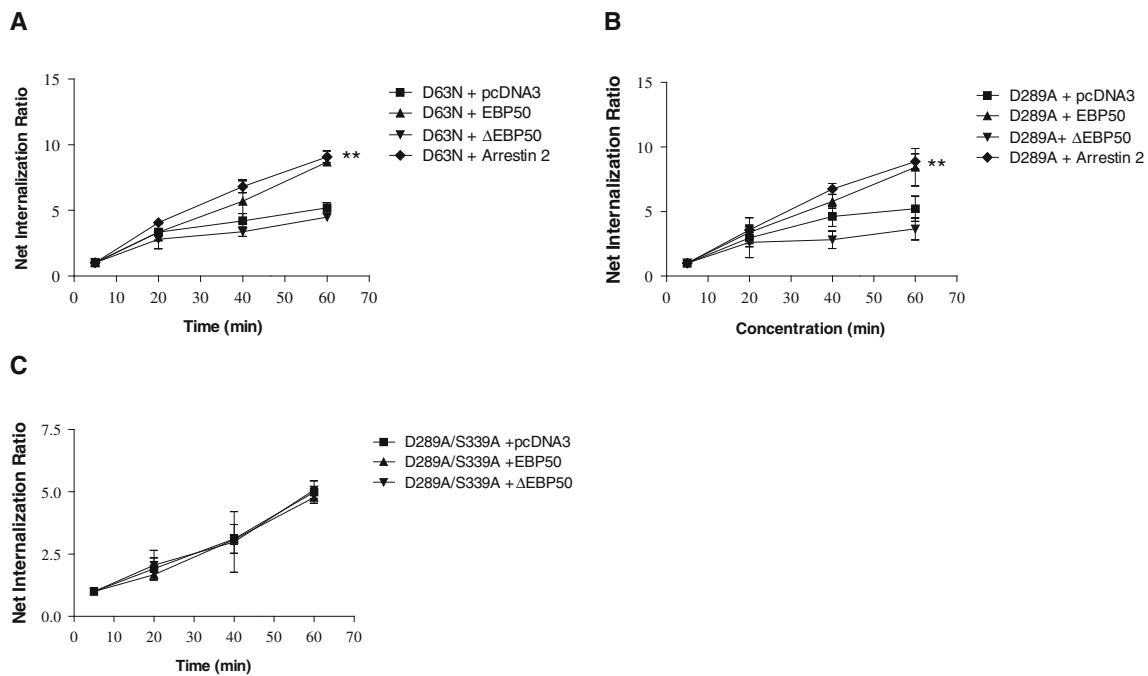 A
Net Internalization Ratio
15
10
5
0
0 10 20 30 40 50 60 70
Time (min)
**
D63N + pcDNA3
D63N + EBP50
D63N + ΔEBP50
D63N + Arrestin 2
B
Net Internalization Ratio
15
10
5
0
0 10 20 30 40 50 60 70
Concentration (min)
**
D289A + pcDNA3
D289A + EBP50
D289A+ ΔEBP50
D289A + Arrestin 2
C
Net Internalization Ratio
7.5
5.0
2.5
0.0
0 10 20 30 40 50 60 70
Time (min)
D289A/S339A +pcDNA3
D289A/S339A +EBP50
D289A/S339A +ΔEBP50